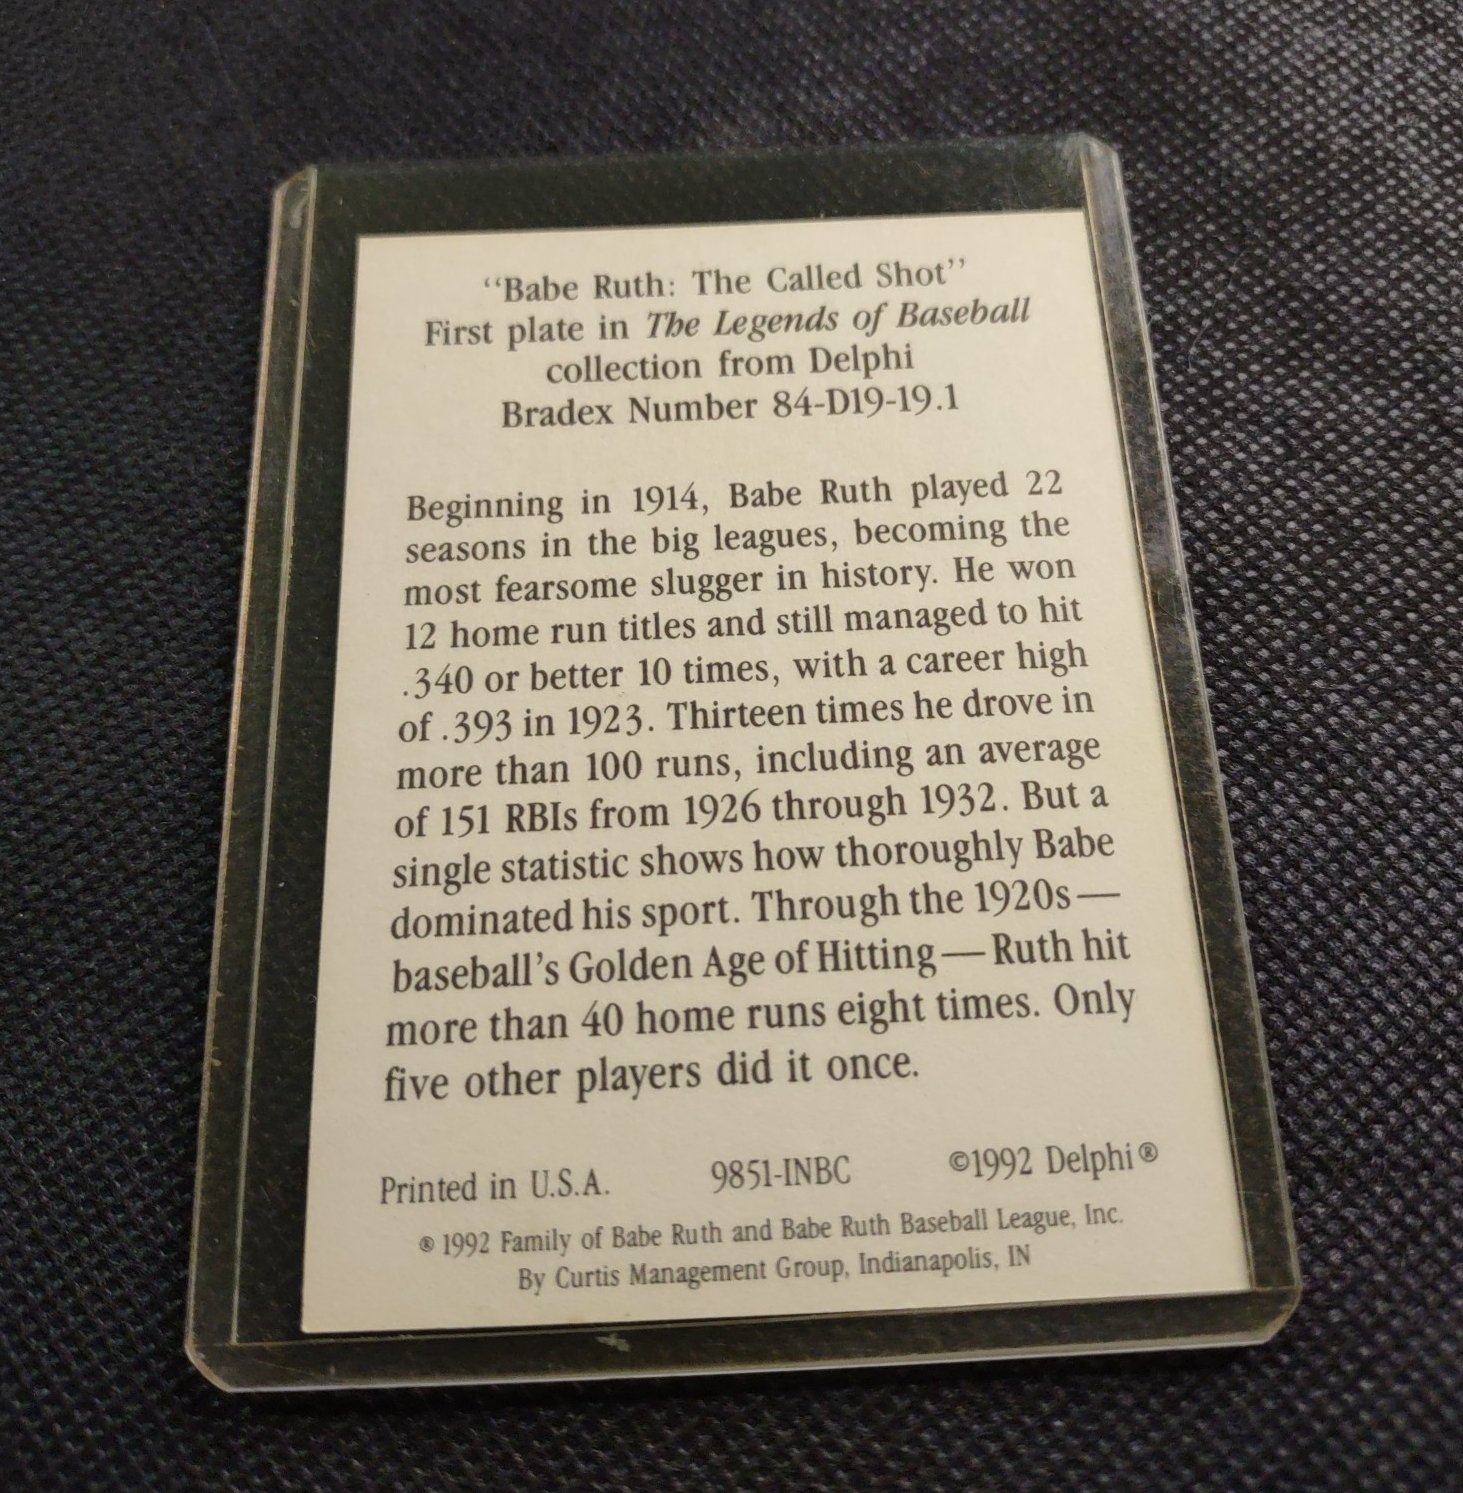 “Babe Ruth: The Called Shot”
First plate in The Legends of Baseball
collection from Delphi
Bradex Number 84-D19-19.1
Beginning in 1914, Babe Ruth played 22
seasons in the big leagues, becoming the
most fearsome slugger in history. He won
12 home run titles and still managed to hit
.340 or better 10 times, with a career high
of .393 in 1923. Thirteen times he drove in
more than 100 runs, including an average
of 151 RBIs from 1926 through 1932. But a
single statistic shows how thoroughly Babe
dominated his sport. Through the 1920s—
baseball's Golden Age of Hitting—Ruth hit
more than 40 home runs eight times. Only
five other players did it once.
Printed in U.S.A. 9851-INBC ©1992 Delphi®
® 1992 Family of Babe Ruth and Babe Ruth Baseball League, Inc.
By Curtis Management Group, Indianapolis, IN